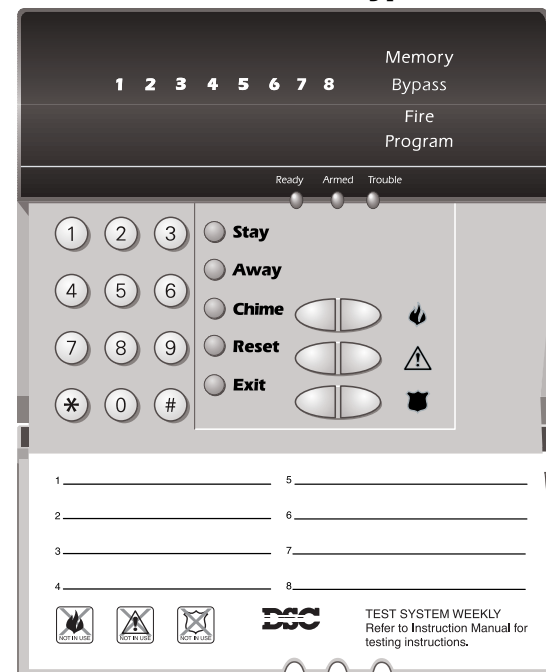 Memory
1 2 3 4 5 6 7 8 Bypass
Fire
Program
Ready Armed Trouble
1 2 3
4 5 6
7 8 9
* 0 #
Stay
Away
Chime
Reset
Exit
1 5
2 6
3 7
4 8
NOT IN USE NOT IN USE NOT IN USE
DSC
TEST SYSTEM WEEKLY
Refer to Instruction Manual for
testing instructions.